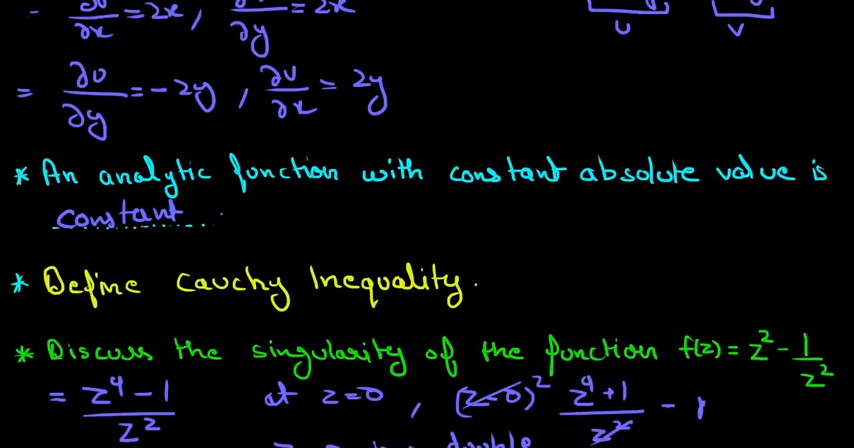 - ∂u/∂x = 2x, ∂v/∂y = 2x
U V
= ∂u/∂y = -2y, ∂v/∂x = 2y
* An analytic function with constant absolute value is
constant.
* Define Cauchy Inequality.
* Discuss the singularity of the function f(z) = z² - 1/z²
= z⁴ - 1 / z² at z=0, (z-0)² z⁴+1 / z² -
double